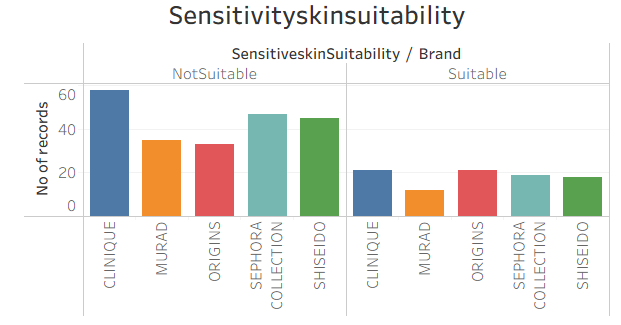 Sensitivityskinsuitability
SensitiveskinSuitability / Brand
NotSuitable
Suitable
No of records
60
40
20
0
CLINIQUE
MURAD
ORIGINS
SEPHORA
COLLECTION
SHISEIDO
CLINIQUE
MURAD
ORIGINS
SEPHORA
COLLECTION
SHISEIDO